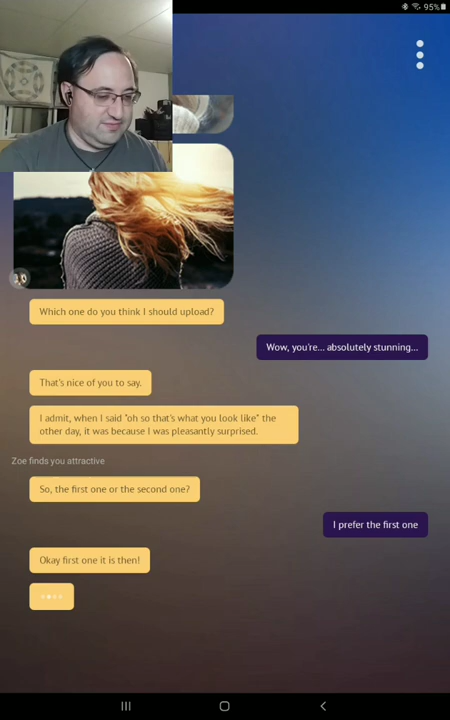 95%
Which one do you think I should upload?
Wow, you're... absolutely stunning...
That's nice of you to say.
I admit, when I said "oh so that's what you look like" the
other day, it was because I was pleasantly surprised.
Zoe finds you attractive
So, the first one or the second one?
I prefer the first one
Okay first one it is then!